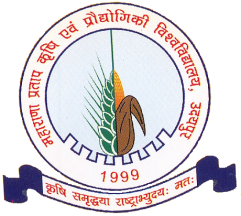 महाराणा प्रताप कृषि एवं प्रौद्योगिकी विश्वविद्यालय, उदयपुर
1999
कृषि समृद्धया राष्ट्राभ्युदयः मतः